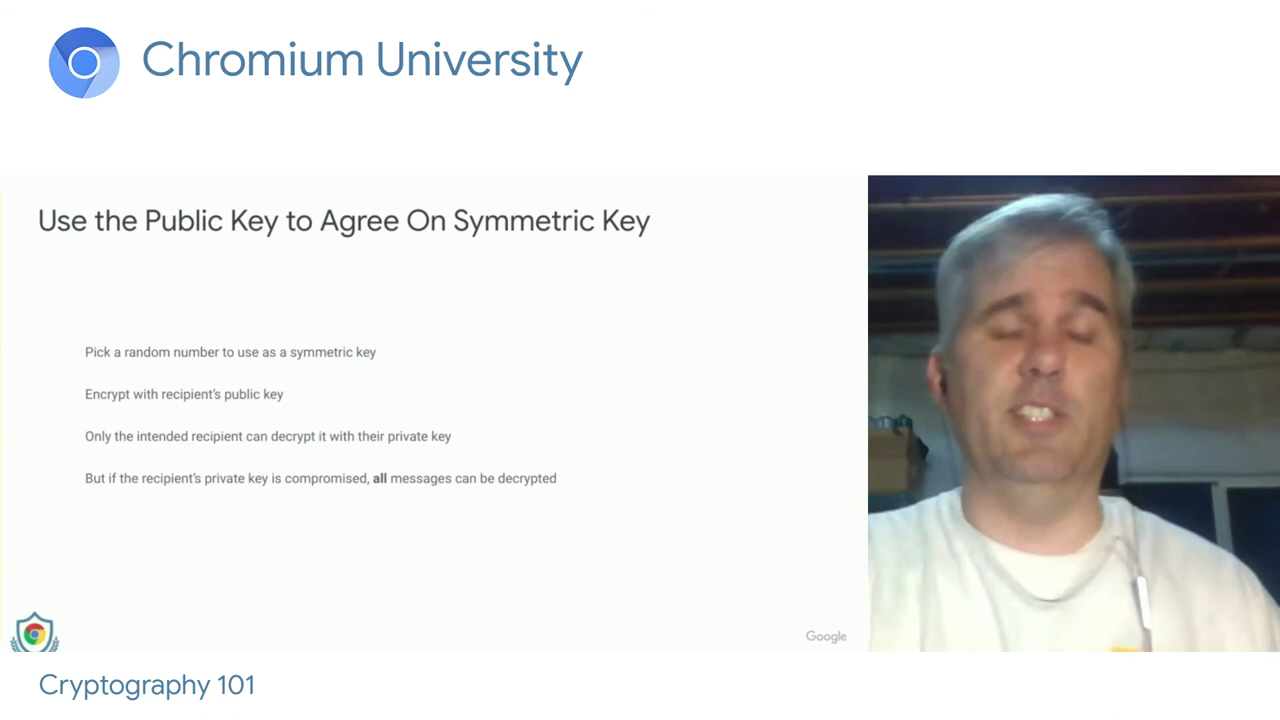 Chromium University
Use the Public Key to Agree On Symmetric Key
Pick a random number to use as a symmetric key
Encrypt with recipient's public key
Only the intended recipient can decrypt it with their private key
But if the recipient's private key is compromised, all messages can be decrypted
Google
Cryptography 101